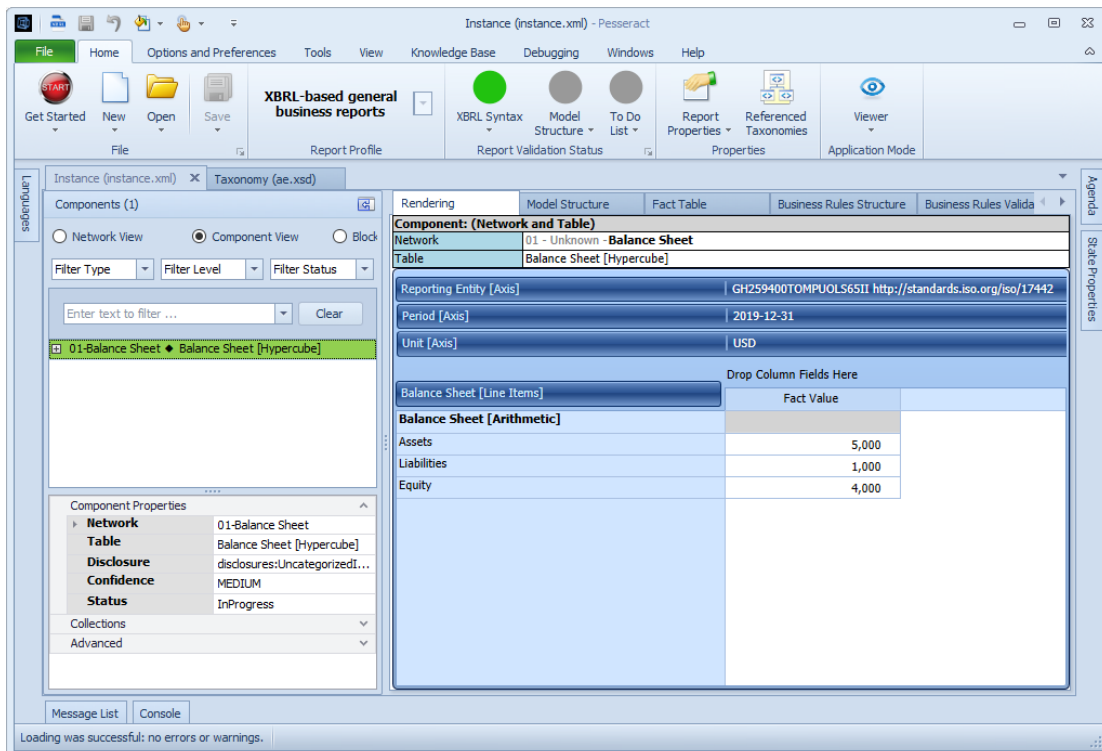 Instance (instance.xml) - Pesseract
File Home Options and Preferences Tools View Knowledge Base Debugging Windows Help
START
Get Started New Open Save
File
XBRL-based general
business reports
Report Profile
XBRL Syntax Model Structure To Do List
Report Validation Status
Report Properties Referenced Taxonomies
Properties
Viewer
Application Mode
Languages
Instance (instance.xml) Taxonomy (ae.xsd)
Agenda
State Properties
Components (1)
Network View Component View Block
Filter Type Filter Level Filter Status
Enter text to filter ... Clear
01-Balance Sheet ◆ Balance Sheet [Hypercube]
Component Properties
Network 01-Balance Sheet
Table Balance Sheet [Hypercube]
Disclosure disclosures:UncategorizedI...
Confidence MEDIUM
Status InProgress
Collections
Advanced
Rendering Model Structure Fact Table Business Rules Structure Business Rules Valida
Component: (Network and Table)
Network 01 - Unknown - Balance Sheet
Table Balance Sheet [Hypercube]
Reporting Entity [Axis] GH259400TOMPUOLS65II http://standards.iso.org/iso/17442
Period [Axis] 2019-12-31
Unit [Axis] USD
Drop Column Fields Here
Balance Sheet [Line Items] Fact Value
Balance Sheet [Arithmetic]
Assets 5,000
Liabilities 1,000
Equity 4,000
Message List Console
Loading was successful: no errors or warnings.